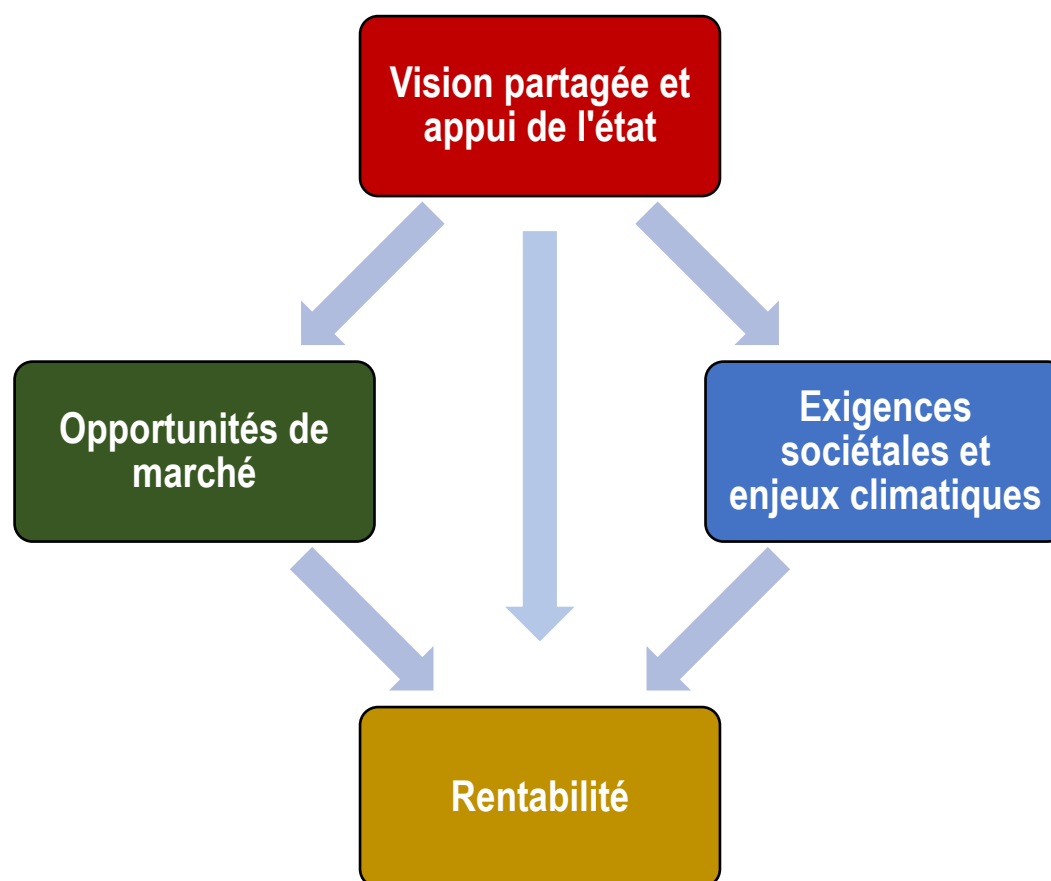 Vision partagée et
appui de l'état
Opportunités de
marché
Exigences
sociétales et
enjeux climatiques
Rentabilité